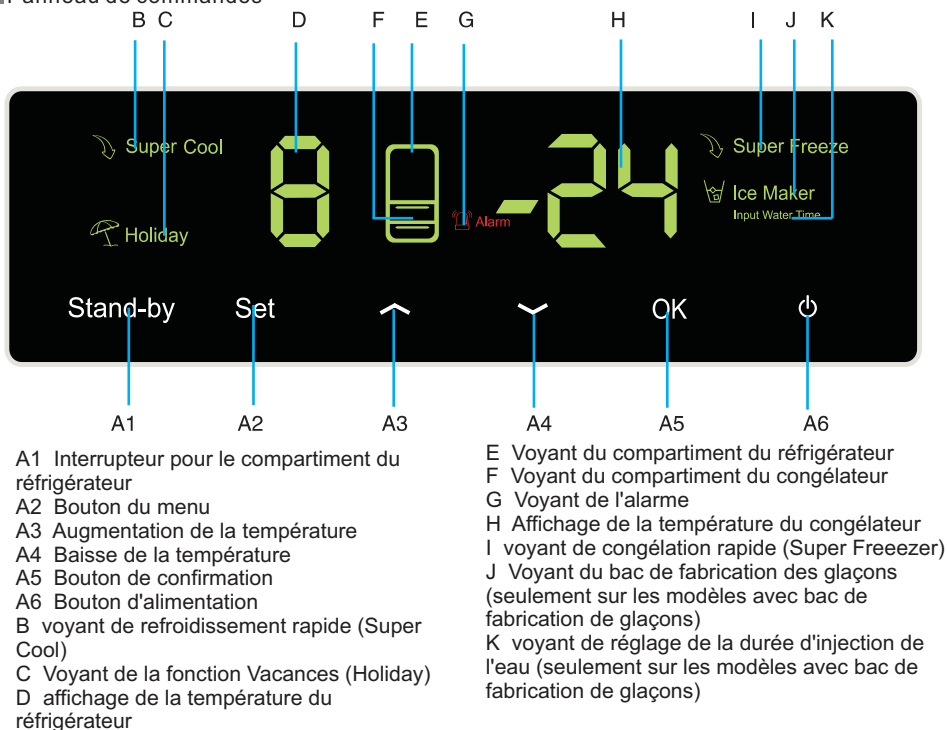 Panneau de commandes
B C D F E G H I J K
Super Cool
8
-24
Super Freeze
Ice Maker
Input Water Time
Alarm
Holiday
Stand-by Set OK
A1 A2 A3 A4 A5 A6
A1 Interrupteur pour le compartiment du
réfrigérateur
A2 Bouton du menu
A3 Augmentation de la température
A4 Baisse de la température
A5 Bouton de confirmation
A6 Bouton d'alimentation
B voyant de refroidissement rapide (Super
Cool)
C Voyant de la fonction Vacances (Holiday)
D affichage de la température du
réfrigérateur
E Voyant du compartiment du réfrigérateur
F Voyant du compartiment du congélateur
G Voyant de l'alarme
H Affichage de la température du congélateur
I voyant de congélation rapide (Super Freeezer)
J Voyant du bac de fabrication des glaçons
(seulement sur les modèles avec bac de
fabrication de glaçons)
K voyant de réglage de la durée d'injection de
l'eau (seulement sur les modèles avec bac de
fabrication de glaçons)